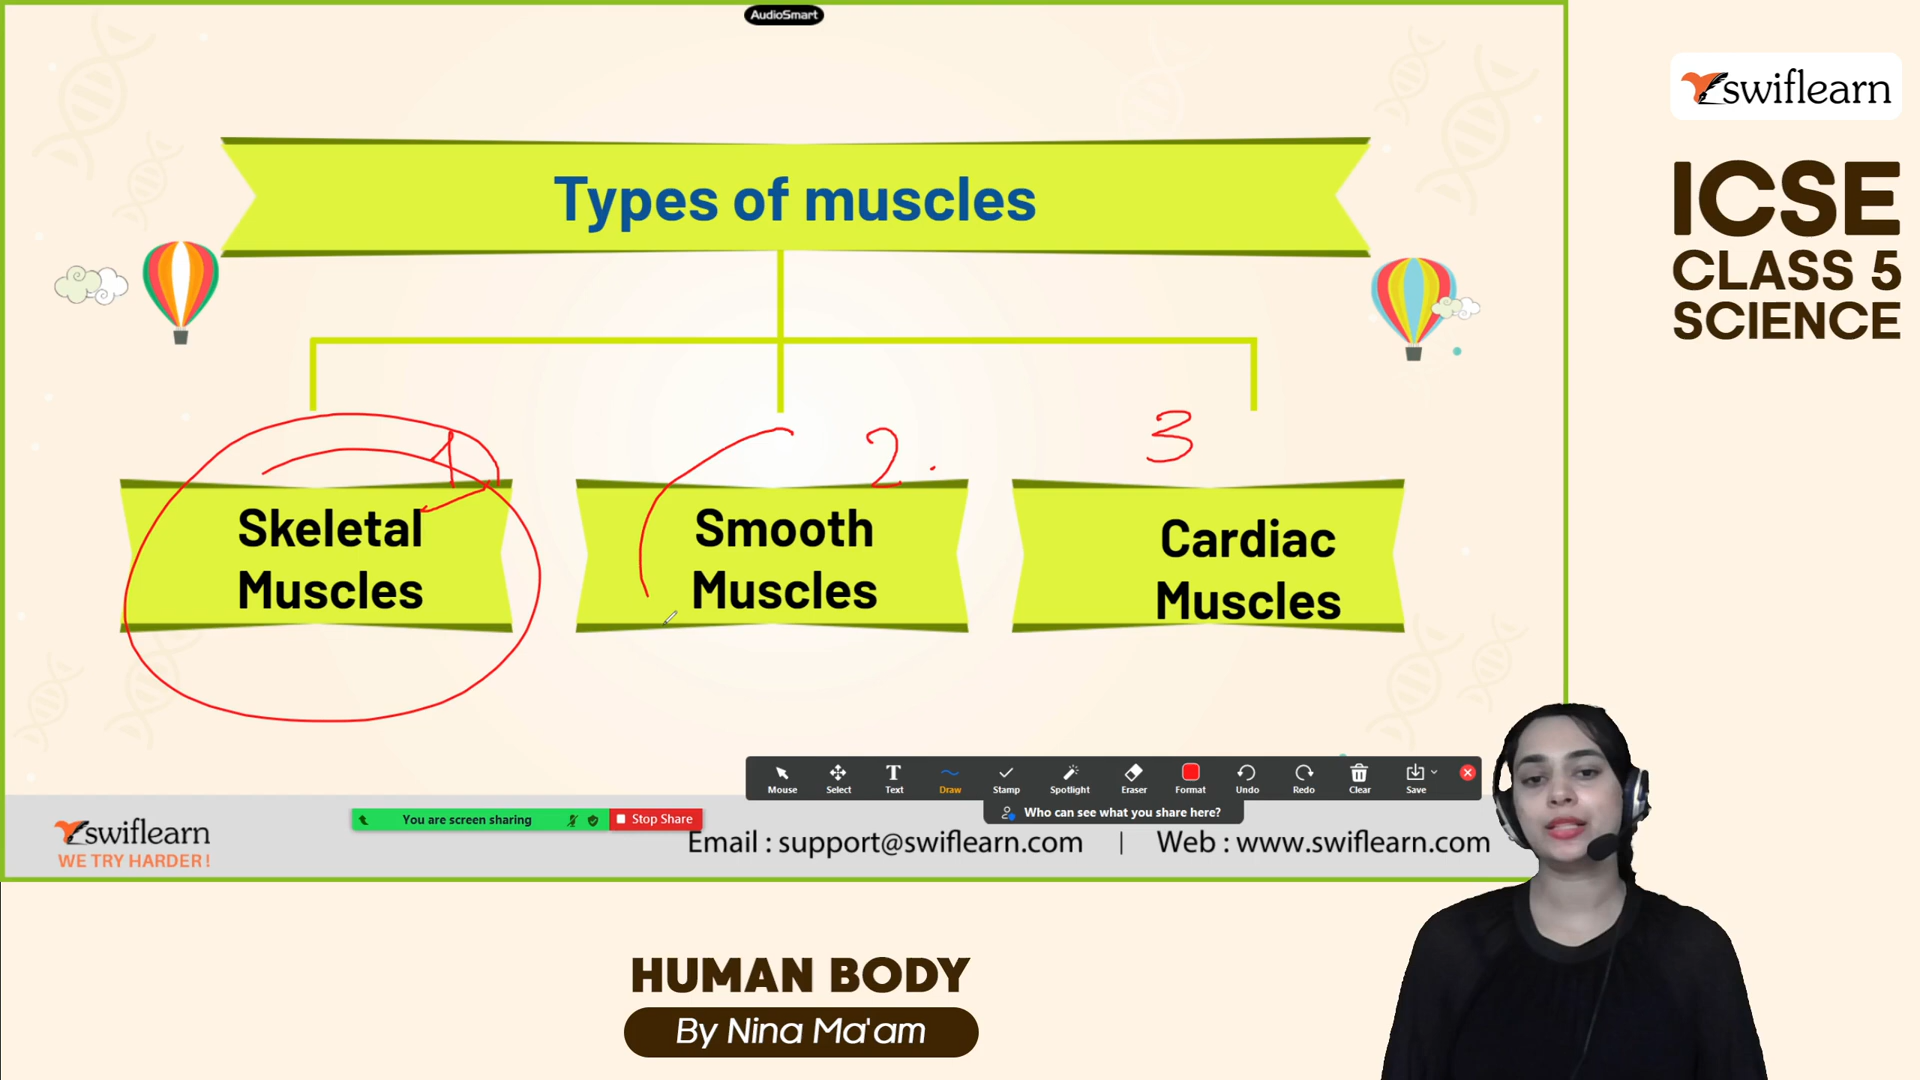 AudioSmart
swiflearn
ICSE
CLASS 5
SCIENCE
Types of muscles
1
2.
3
Skeletal
Muscles
Smooth
Muscles
Cardiac
Muscles
Mouse
Select
Text
Draw
Stamp
Spotlight
Eraser
Format
Undo
Redo
Clear
Save
You are screen sharing
Stop Share
Who can see what you share here?
swiflearn
WE TRY HARDER !
Email : support@swiflearn.com | Web : www.swiflearn.com
HUMAN BODY
By Nina Ma'am